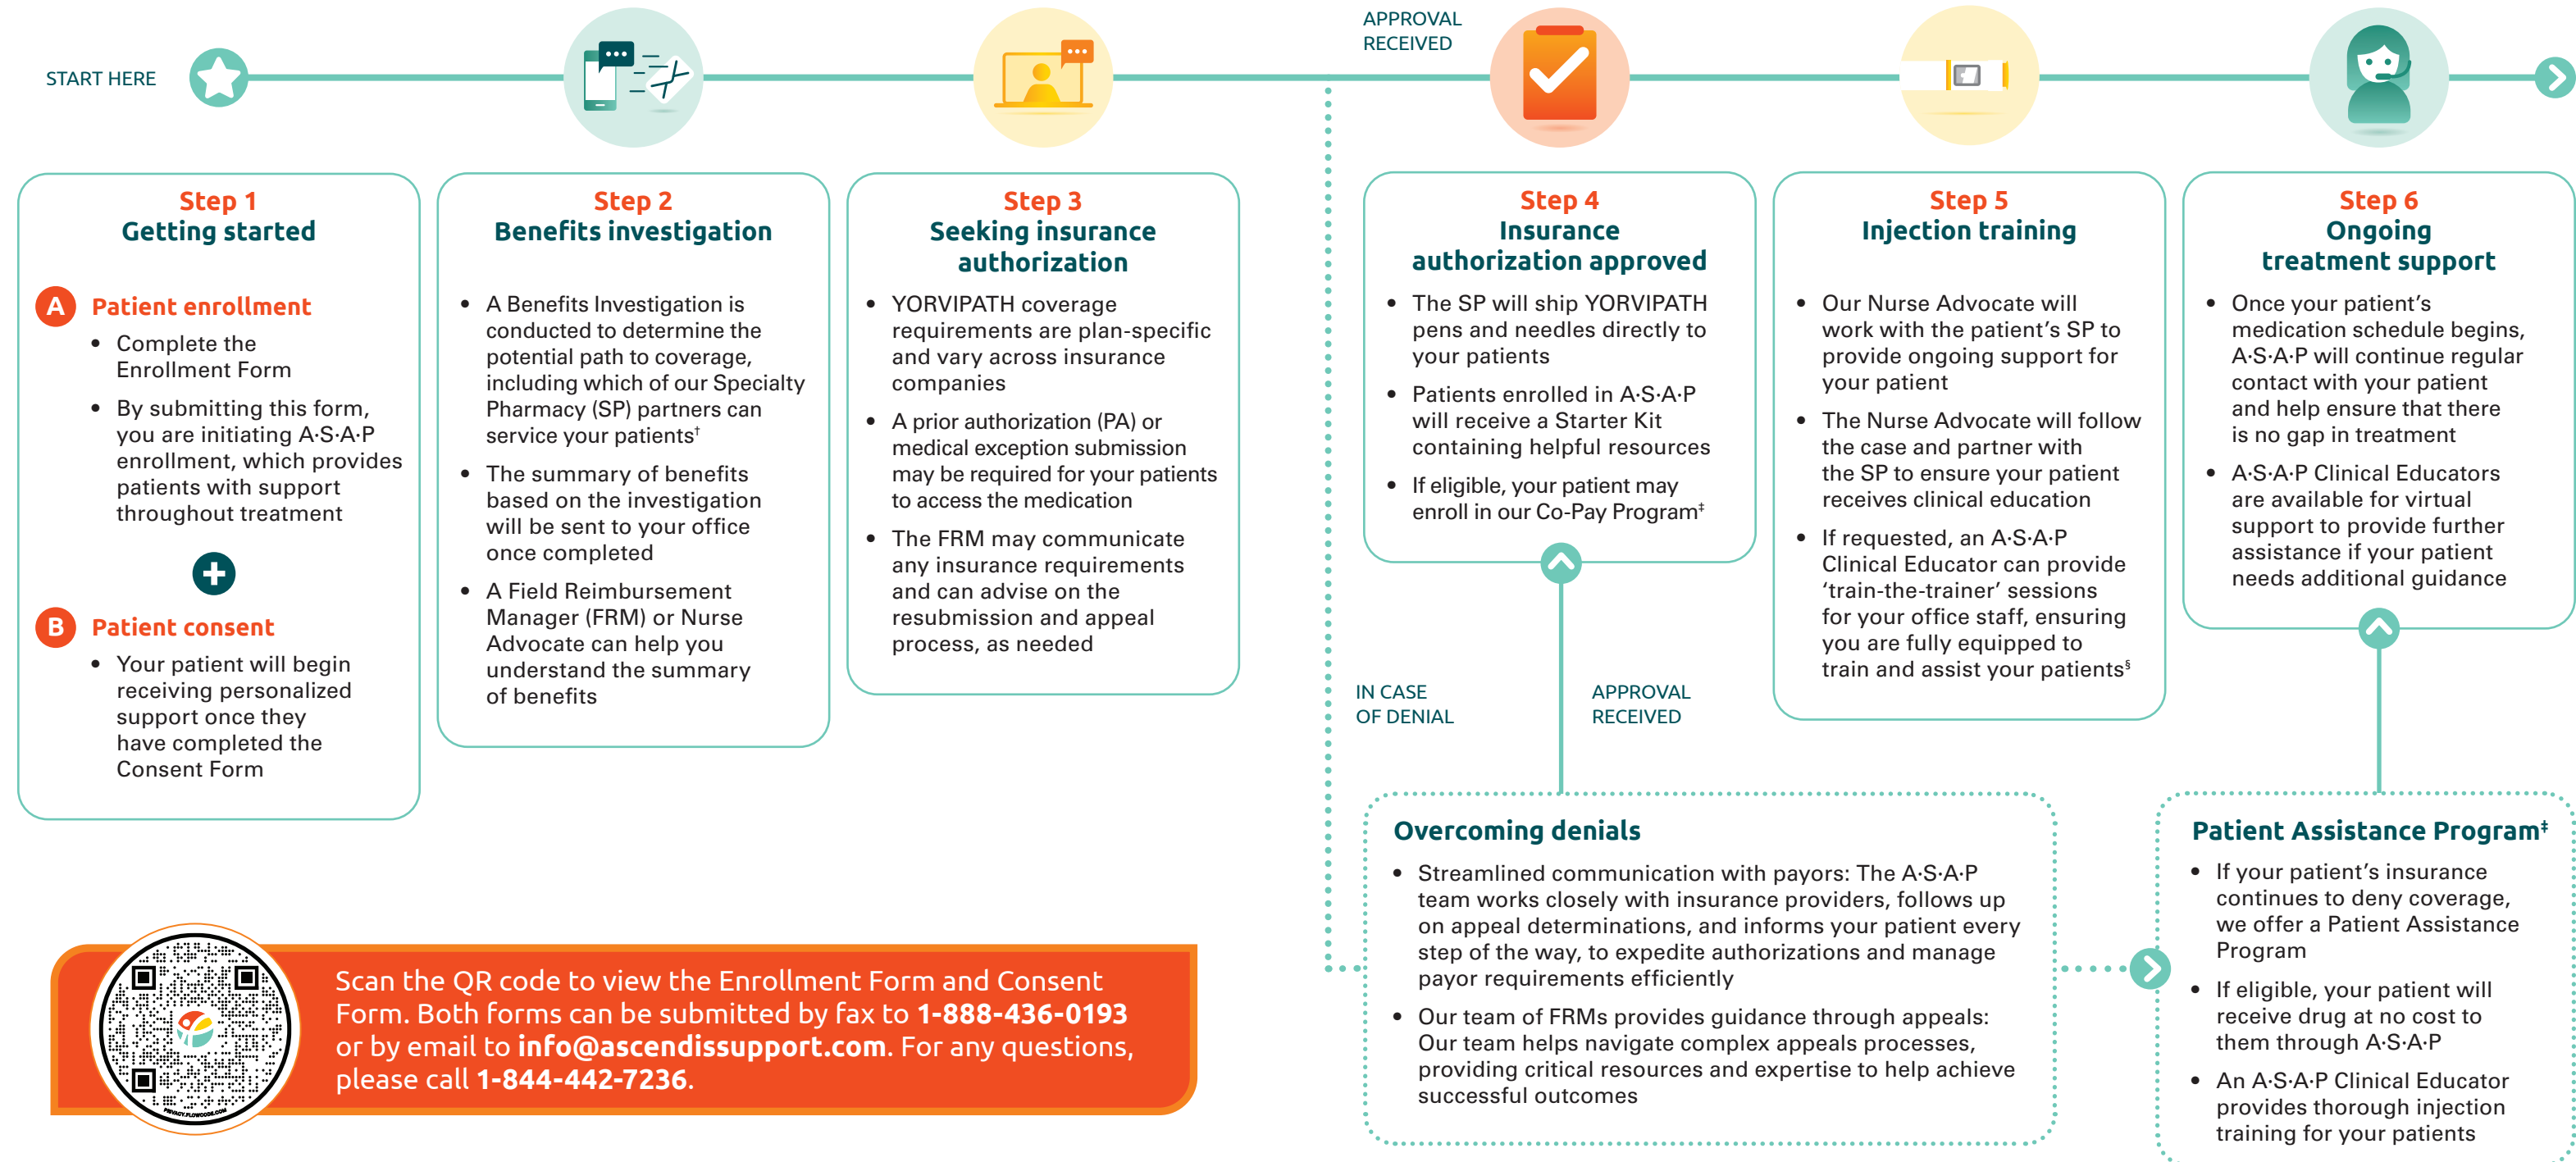 START HERE
APPROVAL
RECEIVED
Step 1
Getting started
A Patient enrollment
• Complete the
Enrollment Form
• By submitting this form,
you are initiating A·S·A·P
enrollment, which provides
patients with support
throughout treatment
B Patient consent
• Your patient will begin
receiving personalized
support once they
have completed the
Consent Form
Step 2
Benefits investigation
• A Benefits Investigation is
conducted to determine the
potential path to coverage,
including which of our Specialty
Pharmacy (SP) partners can
service your patients†
• The summary of benefits
based on the investigation
will be sent to your office
once completed
• A Field Reimbursement
Manager (FRM) or Nurse
Advocate can help you
understand the summary
of benefits
Step 3
Seeking insurance
authorization
• YORVIPATH coverage
requirements are plan-specific
and vary across insurance
companies
• A prior authorization (PA) or
medical exception submission
may be required for your patients
to access the medication
• The FRM may communicate
any insurance requirements
and can advise on the
resubmission and appeal
process, as needed
Step 4
Insurance
authorization approved
• The SP will ship YORVIPATH
pens and needles directly to
your patients
• Patients enrolled in A·S·A·P
will receive a Starter Kit
containing helpful resources
• If eligible, your patient may
enroll in our Co-Pay Program‡
Step 5
Injection training
• Our Nurse Advocate will
work with the patient’s SP to
provide ongoing support for
your patient
• The Nurse Advocate will follow
the case and partner with
the SP to ensure your patient
receives clinical education
• If requested, an A·S·A·P
Clinical Educator can provide
‘train-the-trainer’ sessions
for your office staff, ensuring
you are fully equipped to
train and assist your patients§
Step 6
Ongoing
treatment support
• Once your patient’s
medication schedule begins,
A·S·A·P will continue regular
contact with your patient
and help ensure that there
is no gap in treatment
• A·S·A·P Clinical Educators
are available for virtual
support to provide further
assistance if your patient
needs additional guidance
IN CASE
OF DENIAL
APPROVAL
RECEIVED
Overcoming denials
• Streamlined communication with payors: The A·S·A·P
team works closely with insurance providers, follows up
on appeal determinations, and informs your patient every
step of the way, to expedite authorizations and manage
payor requirements efficiently
• Our team of FRMs provides guidance through appeals:
Our team helps navigate complex appeals processes,
providing critical resources and expertise to help achieve
successful outcomes
Patient Assistance Program‡
• If your patient’s insurance
continues to deny coverage,
we offer a Patient Assistance
Program
• If eligible, your patient will
receive drug at no cost to
them through A·S·A·P
• An A·S·A·P Clinical Educator
provides thorough injection
training for your patients
PRIVACY.FLOWCODE.COM
Scan the QR code to view the Enrollment Form and Consent
Form. Both forms can be submitted by fax to 1-888-436-0193
or by email to info@ascendissupport.com. For any questions,
please call 1-844-442-7236.